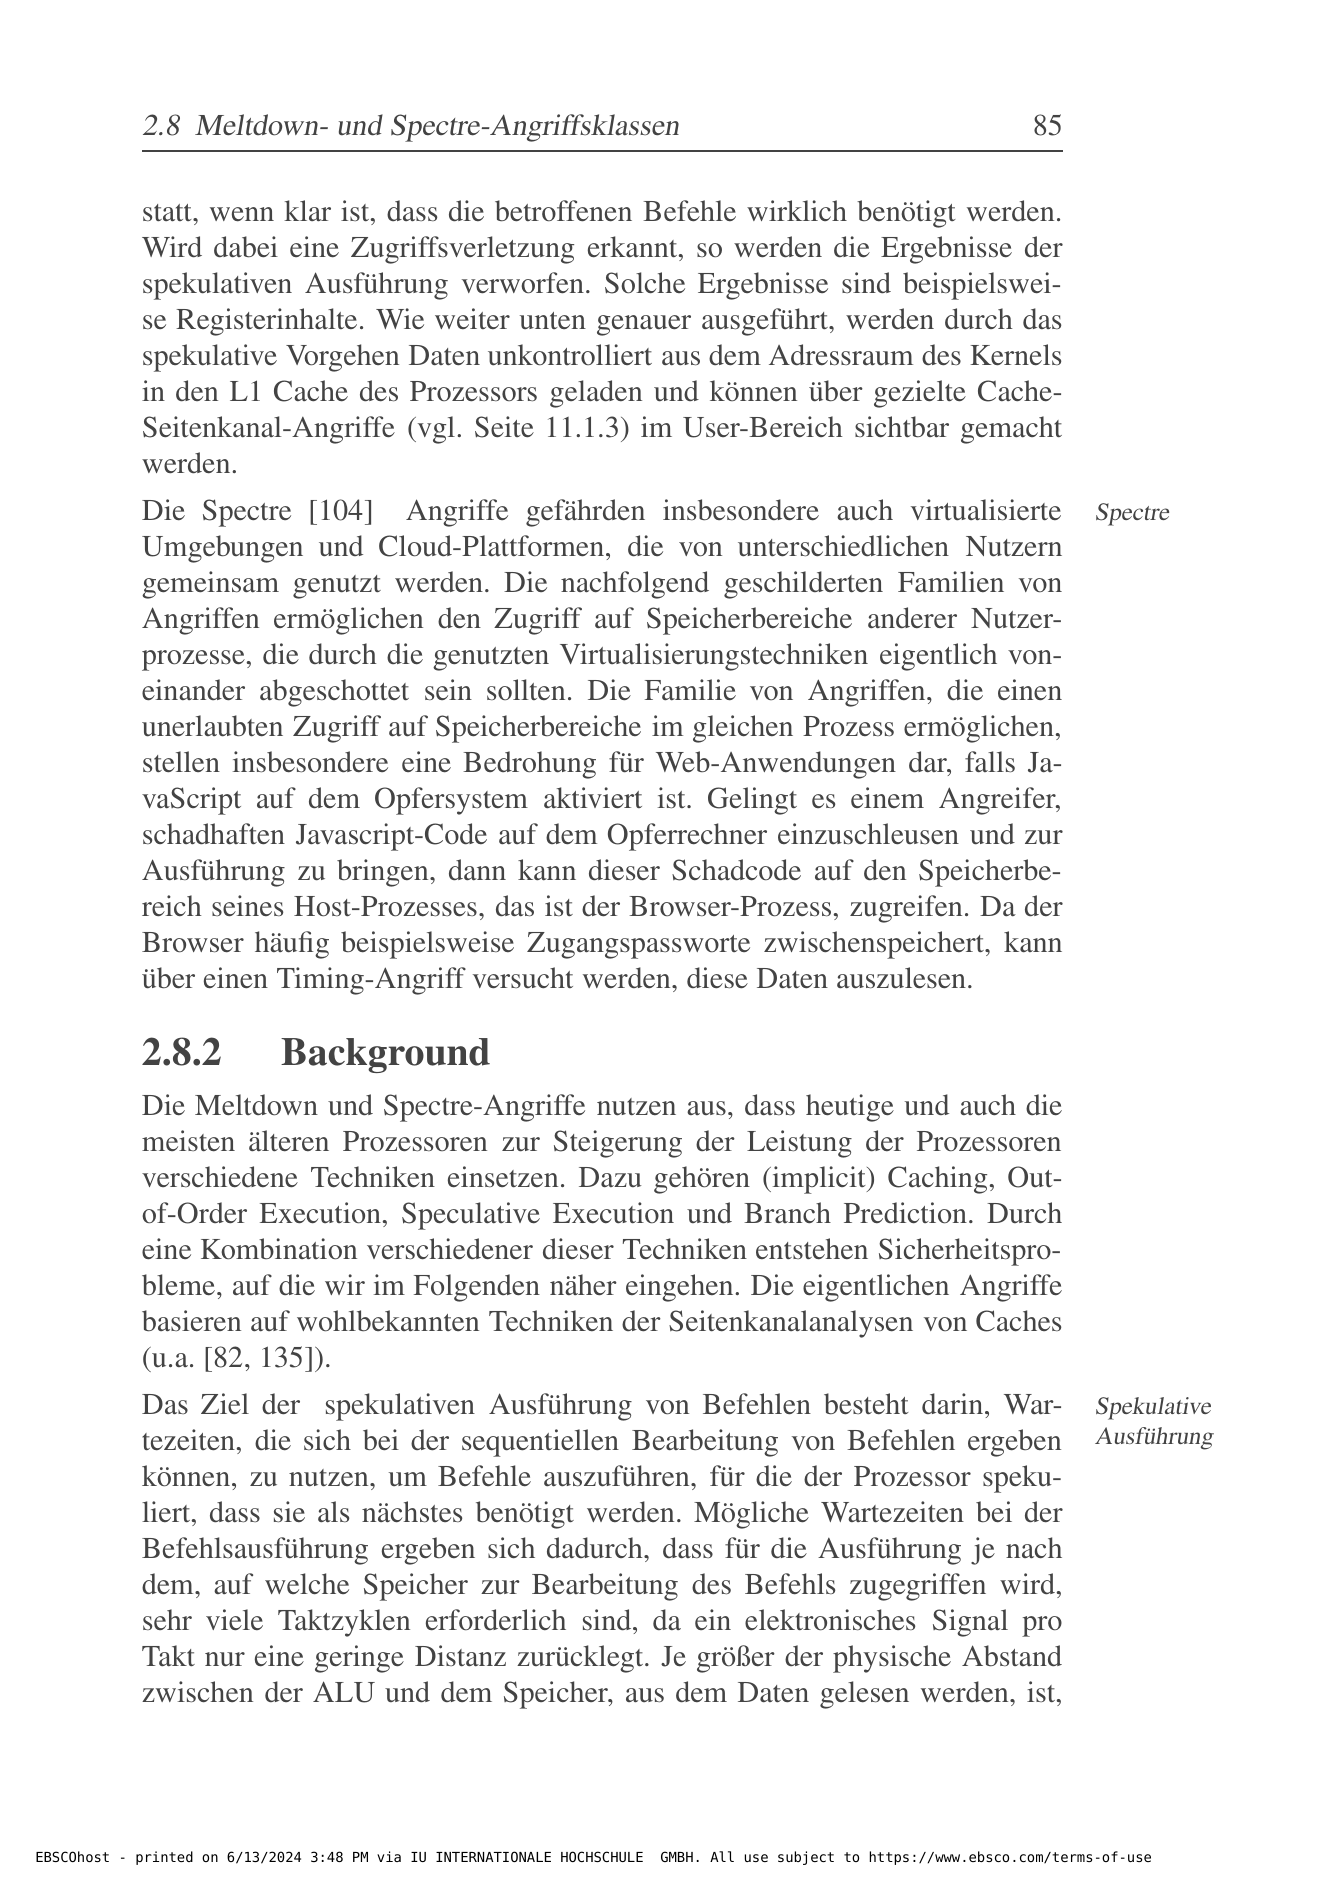 2.8 Meltdown- und Spectre-Angriffsklassen 85
statt, wenn klar ist, dass die betroffenen Befehle wirklich benötigt werden.
Wird dabei eine Zugriffsverletzung erkannt, so werden die Ergebnisse der
spekulativen Ausführung verworfen. Solche Ergebnisse sind beispielswei-
se Registerinhalte. Wie weiter unten genauer ausgeführt, werden durch das
spekulative Vorgehen Daten unkontrolliert aus dem Adressraum des Kernels
in den L1 Cache des Prozessors geladen und können über gezielte Cache-
Seitenkanal-Angriffe (vgl. Seite 11.1.3) im User-Bereich sichtbar gemacht
werden.
Die Spectre [104] Angriffe gefährden insbesondere auch virtualisierte Spectre
Umgebungen und Cloud-Plattformen, die von unterschiedlichen Nutzern
gemeinsam genutzt werden. Die nachfolgend geschilderten Familien von
Angriffen ermöglichen den Zugriff auf Speicherbereiche anderer Nutzer-
prozesse, die durch die genutzten Virtualisierungstechniken eigentlich von-
einander abgeschottet sein sollten. Die Familie von Angriffen, die einen
unerlaubten Zugriff auf Speicherbereiche im gleichen Prozess ermöglichen,
stellen insbesondere eine Bedrohung für Web-Anwendungen dar, falls Ja-
vaScript auf dem Opfersystem aktiviert ist. Gelingt es einem Angreifer,
schadhaften Javascript-Code auf dem Opferrechner einzuschleusen und zur
Ausführung zu bringen, dann kann dieser Schadcode auf den Speicherbe-
reich seines Host-Prozesses, das ist der Browser-Prozess, zugreifen. Da der
Browser häufig beispielsweise Zugangspassworte zwischenspeichert, kann
über einen Timing-Angriff versucht werden, diese Daten auszulesen.
2.8.2 Background
Die Meltdown und Spectre-Angriffe nutzen aus, dass heutige und auch die
meisten älteren Prozessoren zur Steigerung der Leistung der Prozessoren
verschiedene Techniken einsetzen. Dazu gehören (implicit) Caching, Out-
of-Order Execution, Speculative Execution und Branch Prediction. Durch
eine Kombination verschiedener dieser Techniken entstehen Sicherheitspro-
bleme, auf die wir im Folgenden näher eingehen. Die eigentlichen Angriffe
basieren auf wohlbekannten Techniken der Seitenkanalanalysen von Caches
(u.a. [82, 135]).
Das Ziel der spekulativen Ausführung von Befehlen besteht darin, War- Spekulative
tezeiten, die sich bei der sequentiellen Bearbeitung von Befehlen ergeben Ausführung
können, zu nutzen, um Befehle auszuführen, für die der Prozessor speku-
liert, dass sie als nächstes benötigt werden. Mögliche Wartezeiten bei der
Befehlsausführung ergeben sich dadurch, dass für die Ausführung je nach
dem, auf welche Speicher zur Bearbeitung des Befehls zugegriffen wird,
sehr viele Taktzyklen erforderlich sind, da ein elektronisches Signal pro
Takt nur eine geringe Distanz zurücklegt. Je größer der physische Abstand
zwischen der ALU und dem Speicher, aus dem Daten gelesen werden, ist,
EBSCOhost - printed on 6/13/2024 3:48 PM via IU INTERNATIONALE HOCHSCHULE GMBH. All use subject to https://www.ebsco.com/terms-of-use